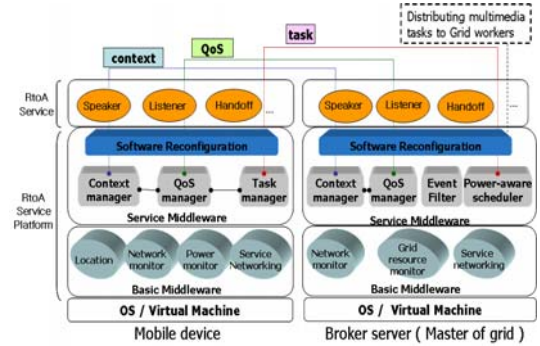 Distributing multimedia
tasks to Grid workers
task
QoS
context
RtoA
Service
Speaker
Listener
Handoff
...
Speaker
Listener
Handoff
...
Software Reconfiguration
Software Reconfiguration
RtoA
Service
Platform
Context
manager
QoS
manager
Task
manager
Service Middleware
Context
manager
QoS
manager
Event
Filter
Power-aware
scheduler
Service Middleware
Location
Network
monitor
Power
monitor
Service
Networking
Basic Middleware
Network
monitor
Grid
resource
monitor
Service
networking
Basic Middleware
OS / Virtual Machine
OS / Virtual Machine
Mobile device
Broker server ( Master of grid )